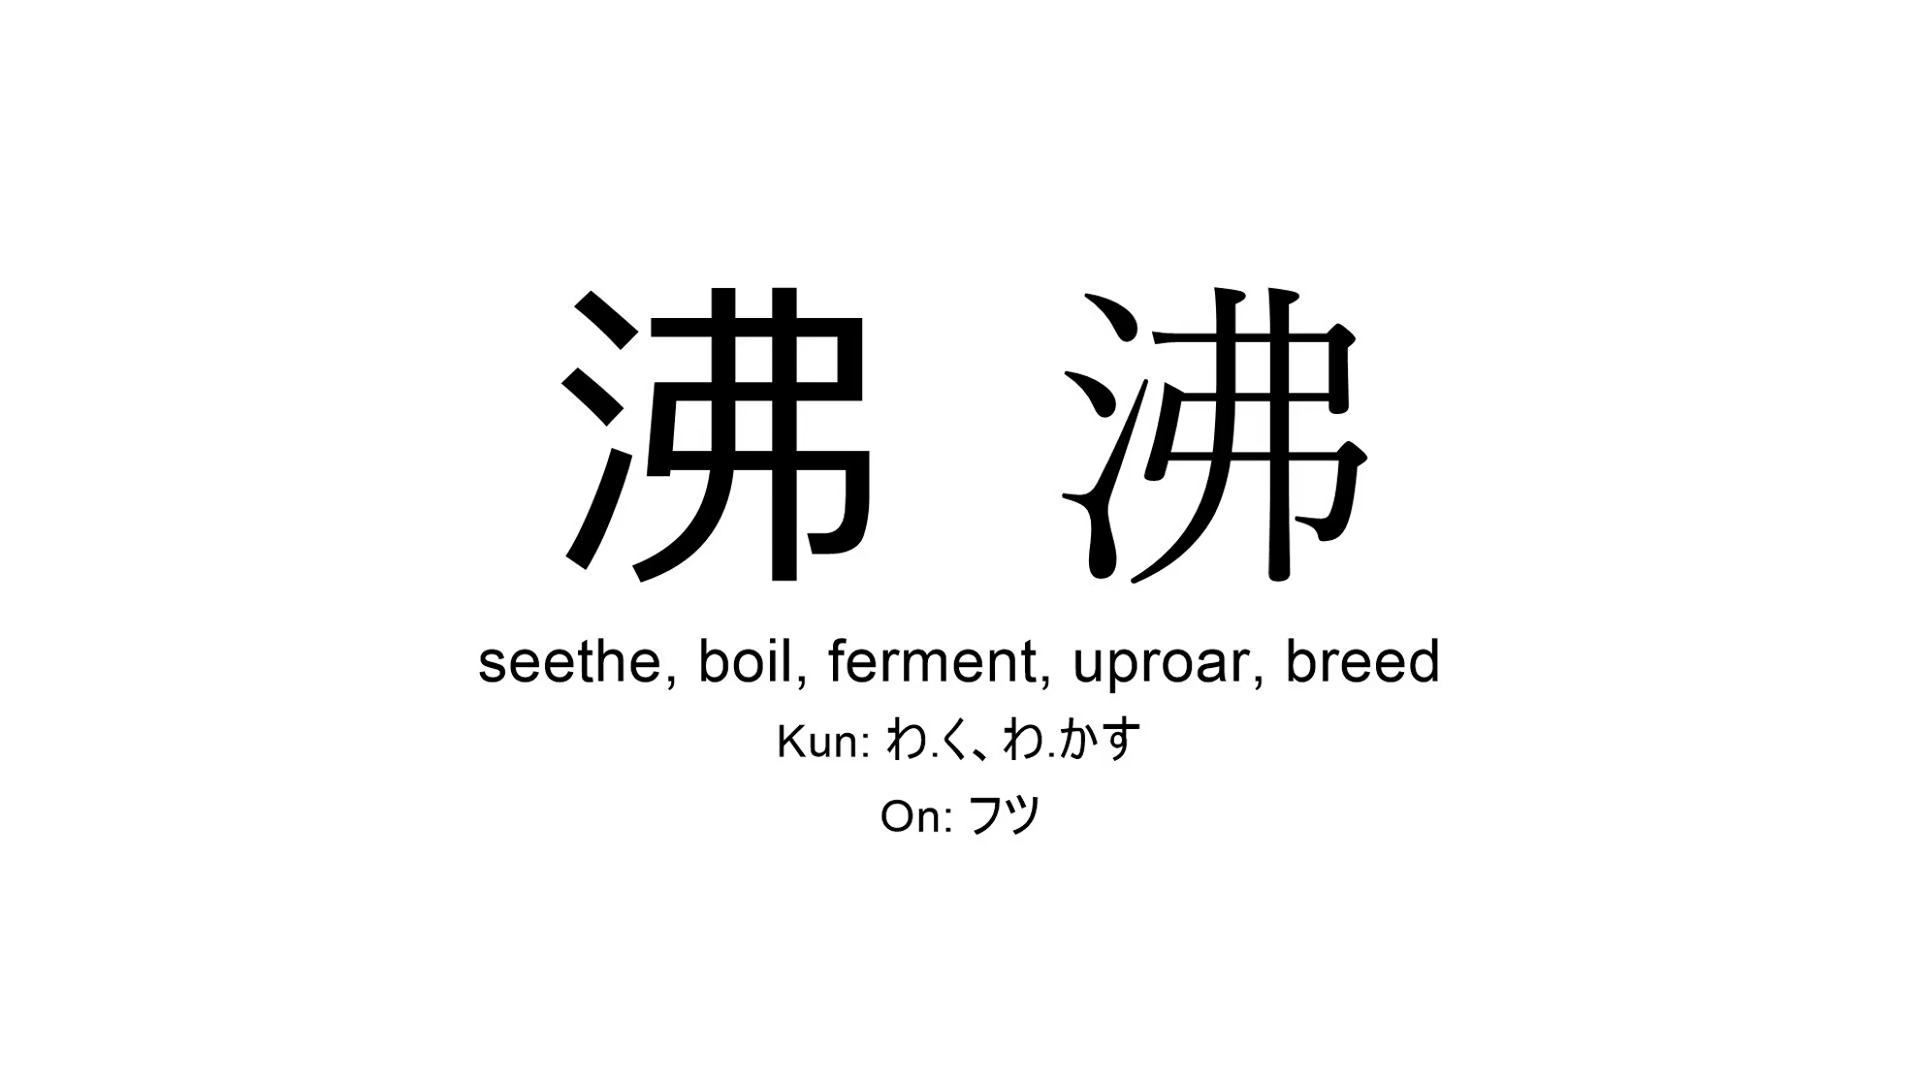 沸 沸
seethe, boil, ferment, uproar, breed
Kun: わ.く、わ.かす
On: フツ